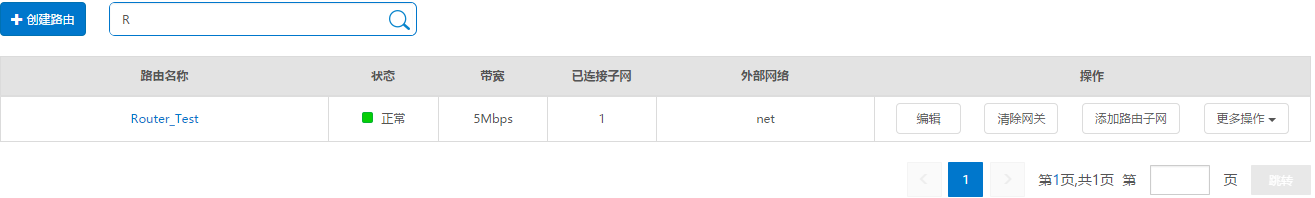 创建路由 R
路由名称 状态 带宽 已连接子网 外部网络 操作
Router_Test 正常 5Mbps 1 net 编辑 清除网关 添加路由子网 更多操作
1 第1页,共1页 第 页 跳转